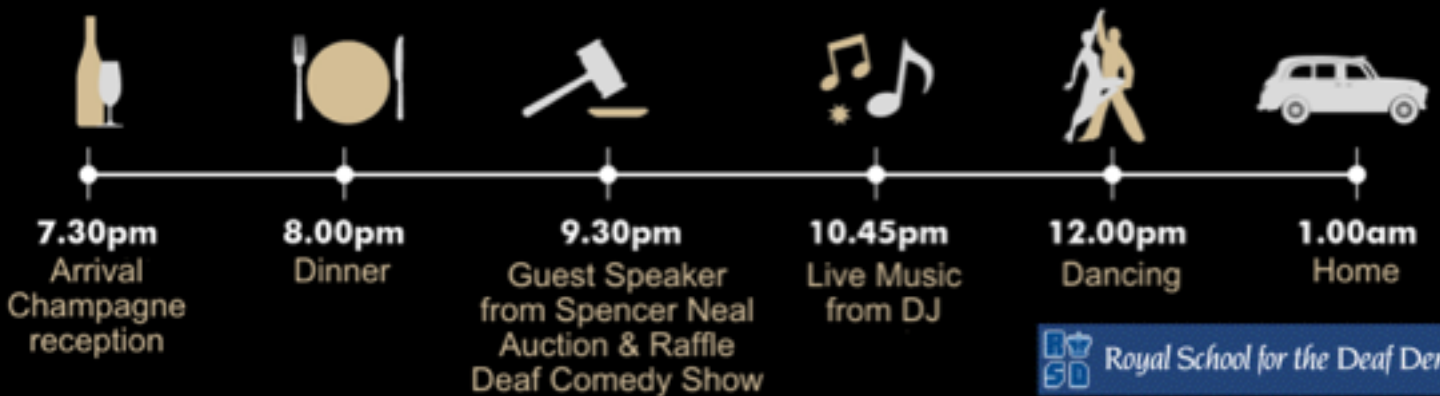 7.30pm
Arrival
Champagne
reception
8.00pm
Dinner
9.30pm
Guest Speaker
from Spencer Neal
Auction & Raffle
Deaf Comedy Show
10.45pm
Live Music
from DJ
12.00pm
Dancing
1.00am
Home
RSD Royal School for the Deaf